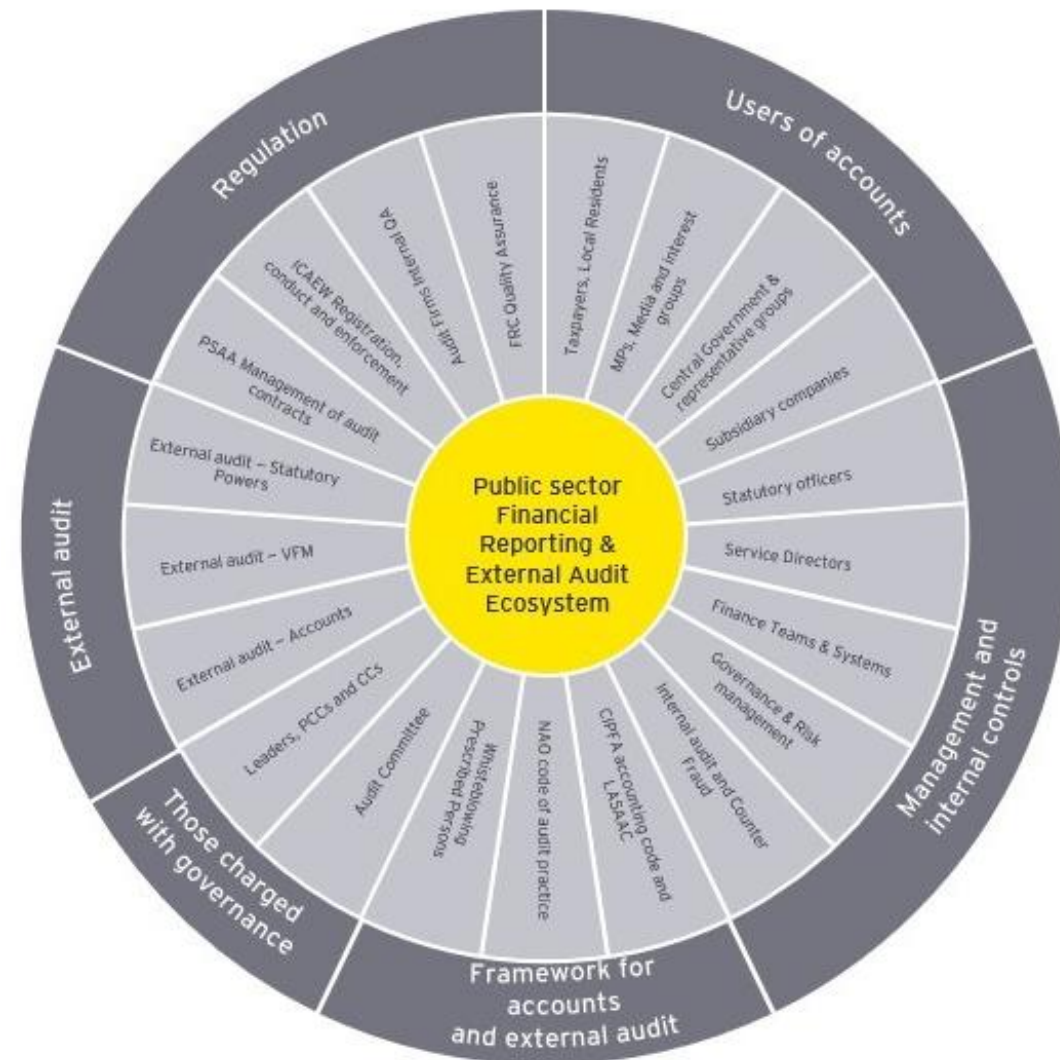 Regulation
Users of accounts
Management and
internal controls
Framework for
accounts
and external audit
Those charged
with governance
External audit
Taxpayers, Local Residents
MPs, Media and interest
groups
Central Government &
representative groups
Subsidiary companies
Statutory officers
Service Directors
Finance Teams & Systems
Governance & Risk
management
Internal audit and Counter
Fraud
CIPFA accounting code and
LASAAC
NAO code of audit practice
Whisteblowing
Prescribed Persons
Audit Committee
Leaders, PCCs and CCs
External audit – Accounts
External audit – VFM
External audit – Statutory
Powers
PSAA Management of audit
contracts
ICAEW Registration,
conduct and enforcement
Audit Firms Internal QA
FRC Quality Assurance
Public sector
Financial
Reporting &
External Audit
Ecosystem